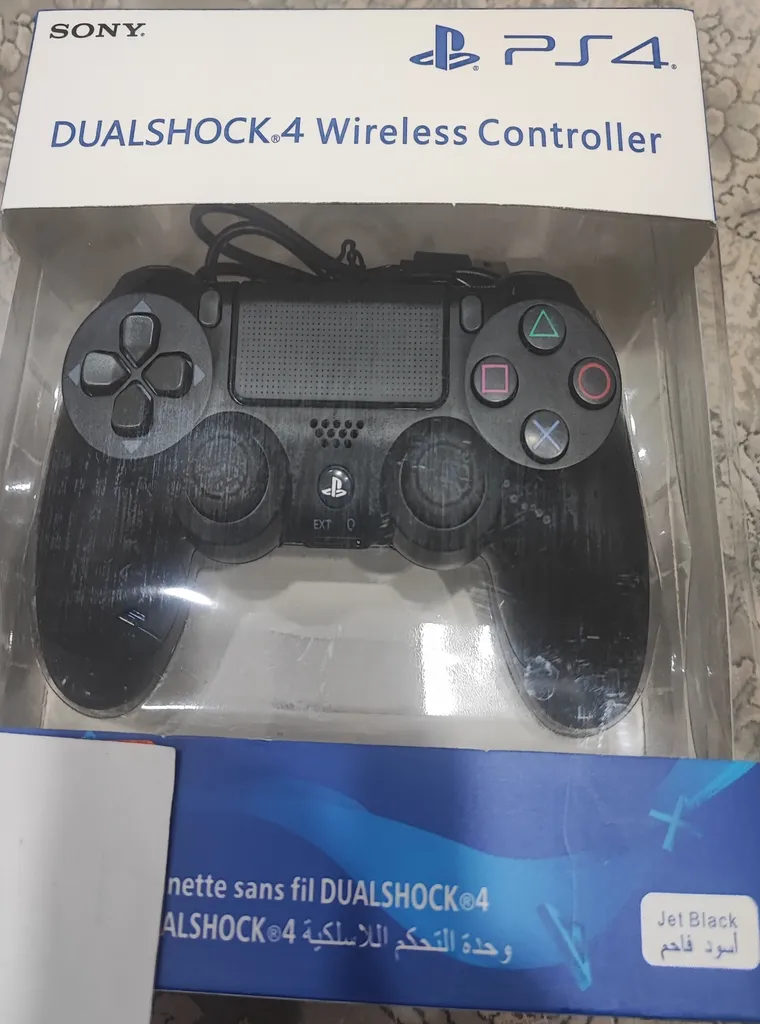 SONY®
PS4®
DUALSHOCK®4 Wireless Controller
EXT
nette sans fil DUALSHOCK®4
ALSHOCK®4 وحدة التحكم اللاسلكية
Jet Black
أسود فاحم